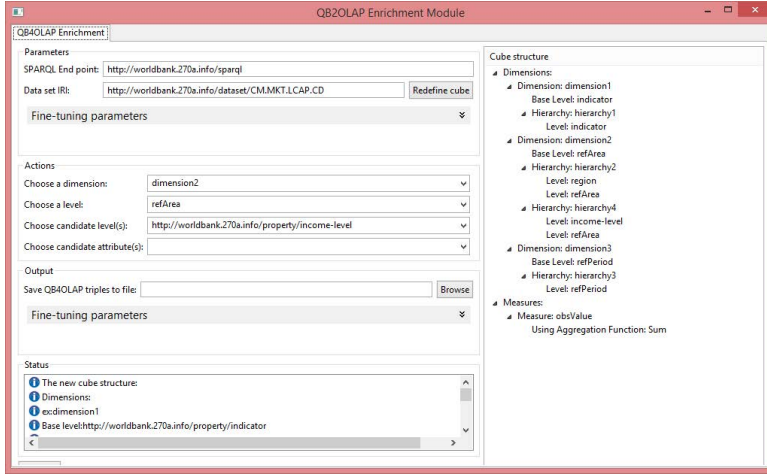 QB2OLAP Enrichment Module
QB4OLAP Enrichment
Parameters
SPARQL End point: http://worldbank.270a.info/sparql
Data set IRI: http://worldbank.270a.info/dataset/CM.MKT.LCAP.CD Redefine cube
Fine-tuning parameters
Actions
Choose a dimension: dimension2
Choose a level: refArea
Choose candidate level(s): http://worldbank.270a.info/property/income-level
Choose candidate attribute(s):
Output
Save QB4OLAP triples to file: Browse
Fine-tuning parameters
Status
The new cube structure:
Dimensions:
ex:dimension1
Base level:http://worldbank.270a.info/property/indicator
Cube structure
Dimensions:
Dimension: dimension1
Base Level: indicator
Hierarchy: hierarchy1
Level: indicator
Dimension: dimension2
Base Level: refArea
Hierarchy: hierarchy2
Level: region
Level: refArea
Hierarchy: hierarchy4
Level: income-level
Level: refArea
Dimension: dimension3
Base Level: refPeriod
Hierarchy: hierarchy3
Level: refPeriod
Measures:
Measure: obsValue
Using Aggregation Function: Sum